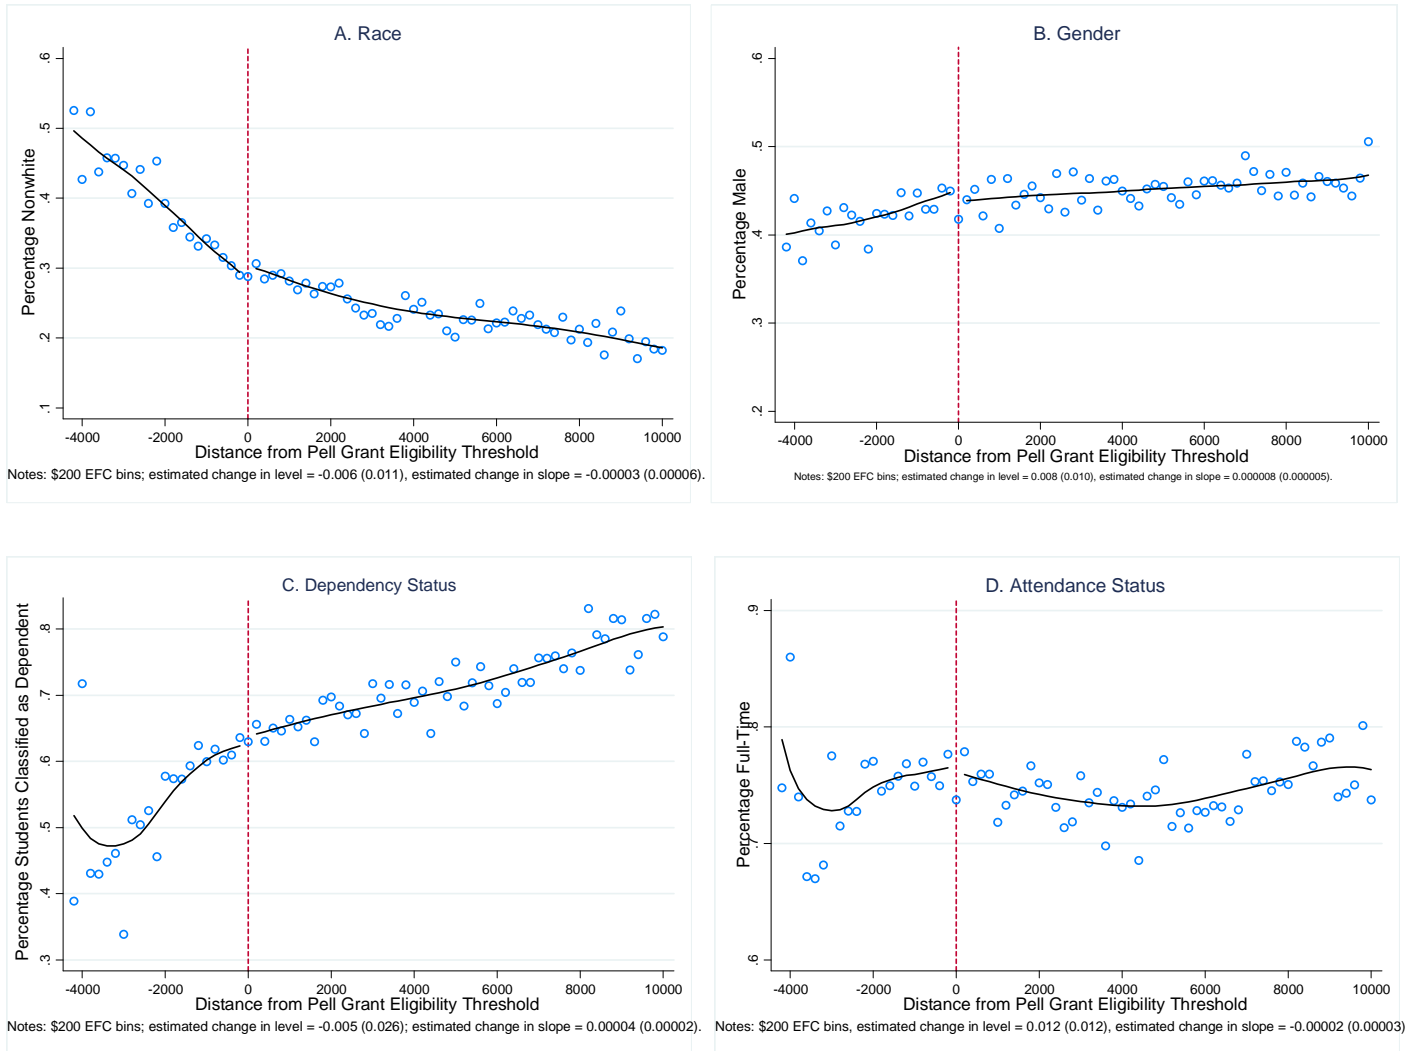 A. Race
Percentage Nonwhite
.6
.5
.4
.3
.2
.1
-4000 -2000 0 2000 4000 6000 8000 10000
Distance from Pell Grant Eligibility Threshold
Notes: $200 EFC bins; estimated change in level = -0.006 (0.011), estimated change in slope = -0.00003 (0.00006).
B. Gender
Percentage Male
.6
.5
.4
.3
.2
-4000 -2000 0 2000 4000 6000 8000 10000
Distance from Pell Grant Eligibility Threshold
Notes: $200 EFC bins; estimated change in level = 0.008 (0.010), estimated change in slope = 0.000008 (0.000005).
C. Dependency Status
Percentage Students Classified as Dependent
.8
.7
.6
.5
.4
.3
-4000 -2000 0 2000 4000 6000 8000 10000
Distance from Pell Grant Eligibility Threshold
Notes: $200 EFC bins; estimated change in level = -0.005 (0.026); estimated change in slope = 0.00004 (0.00002).
D. Attendance Status
Percentage Full-Time
.9
.8
.7
.6
-4000 -2000 0 2000 4000 6000 8000 10000
Distance from Pell Grant Eligibility Threshold
Notes: $200 EFC bins, estimated change in level = 0.012 (0.012), estimated change in slope = -0.00002 (0.00003)